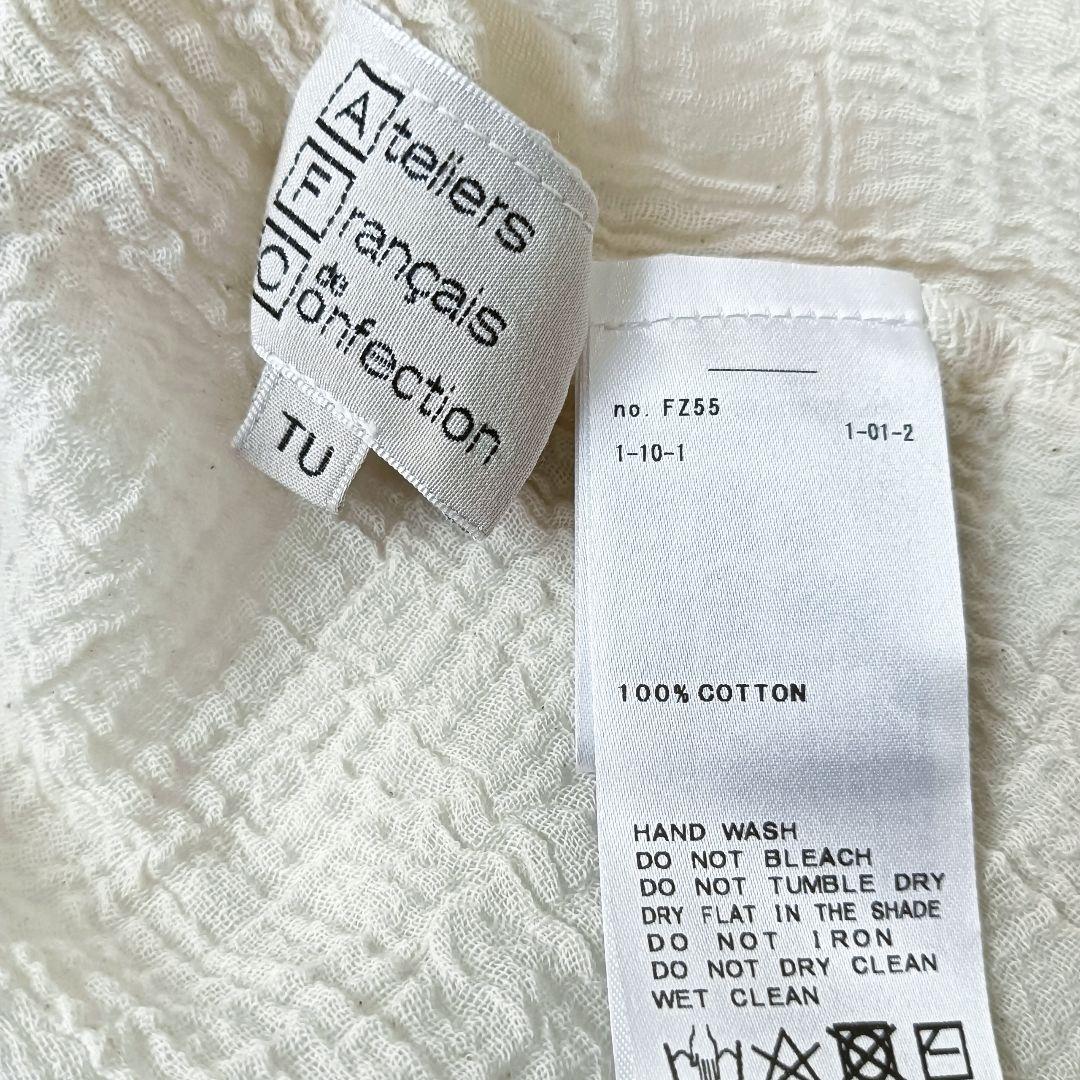 Ateliers
Français
de
Confection
TU
no. FZ55
1-10-1
1-01-2
100% COTTON
HAND WASH
DO NOT BLEACH
DO NOT TUMBLE DRY
DRY FLAT IN THE SHADE
DO NOT IRON
DO NOT DRY CLEAN
WET CLEAN